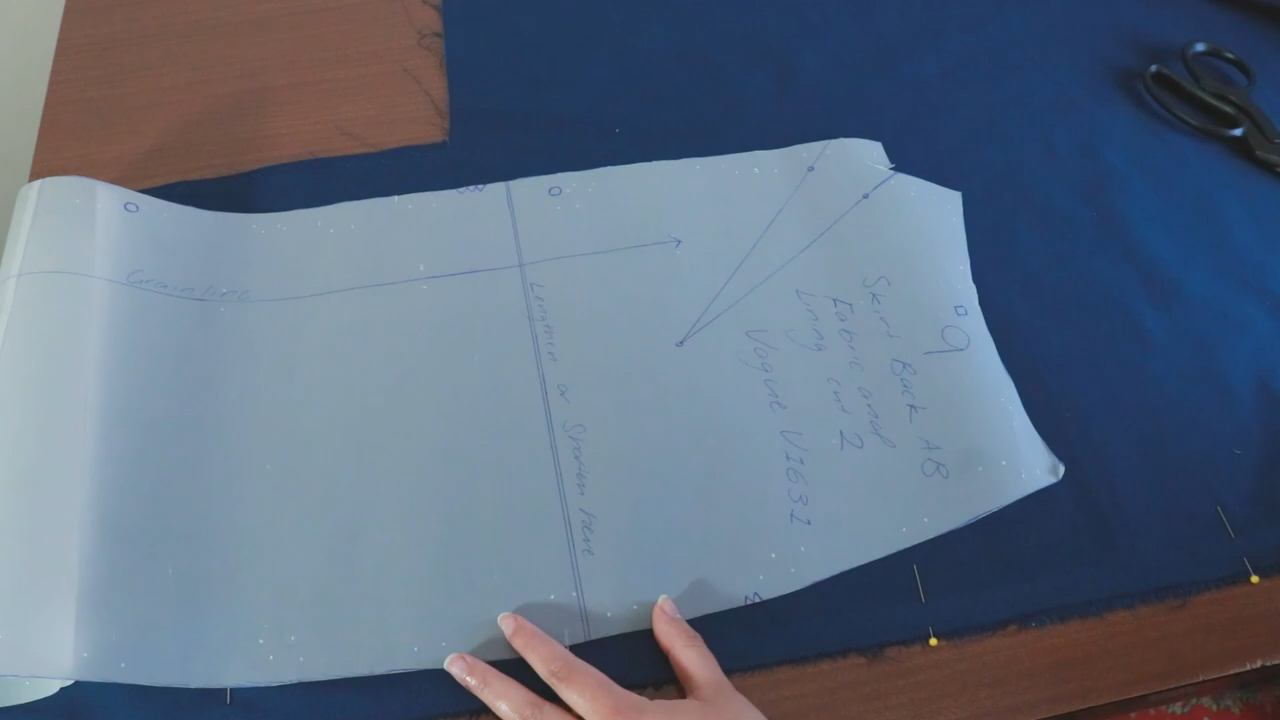 Grainline
Lengthen or Shorten here
9
Skirt Back AB
Fabric and
Lining cut 2
Vogue V1631